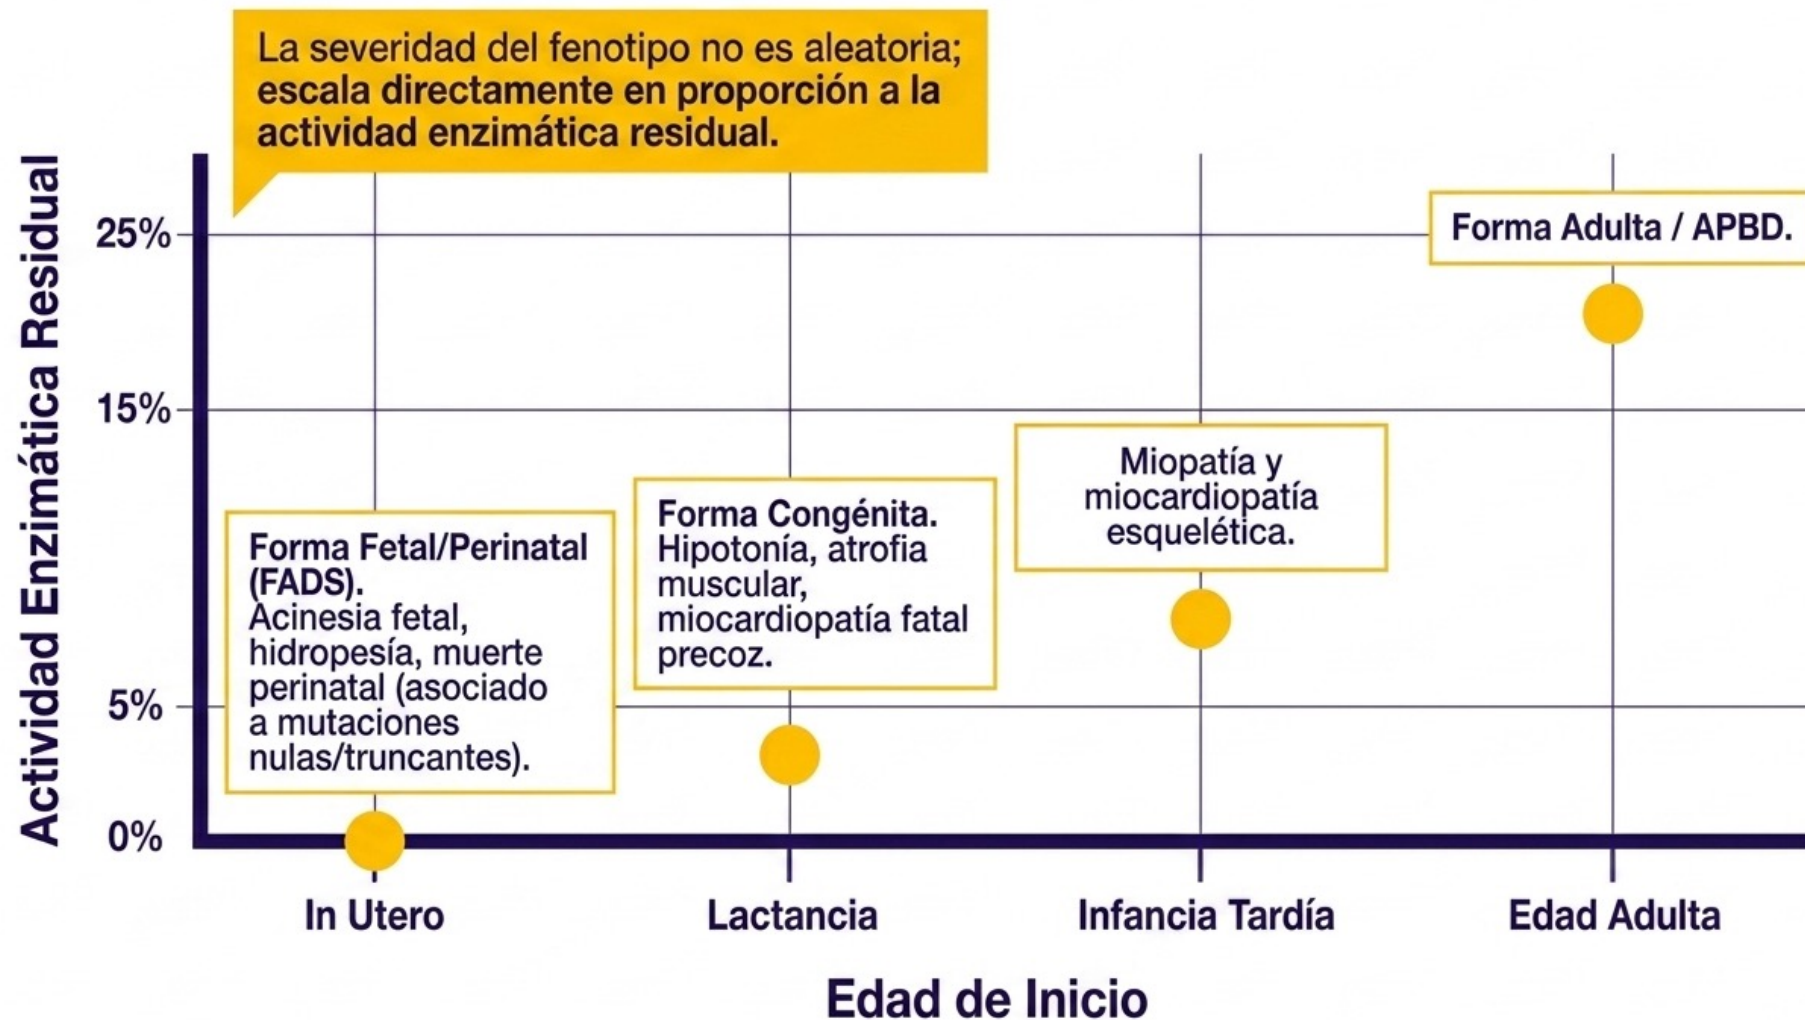 La severidad del fenotipo no es aleatoria;
escala directamente en proporción a la
actividad enzimática residual.
Actividad Enzimática Residual
25%
15%
5%
0%
Forma Fetal/Perinatal
(FADS).
Acinesia fetal,
hidropesía, muerte
perinatal (asociado
a mutaciones
nulas/truncantes).
Forma Congénita.
Hipotonía, atrofia
muscular,
miocardiopatía fatal
precoz.
Miopatía y
miocardiopatía
esquelética.
Forma Adulta / APBD.
In Utero
Lactancia
Infancia Tardía
Edad Adulta
Edad de Inicio